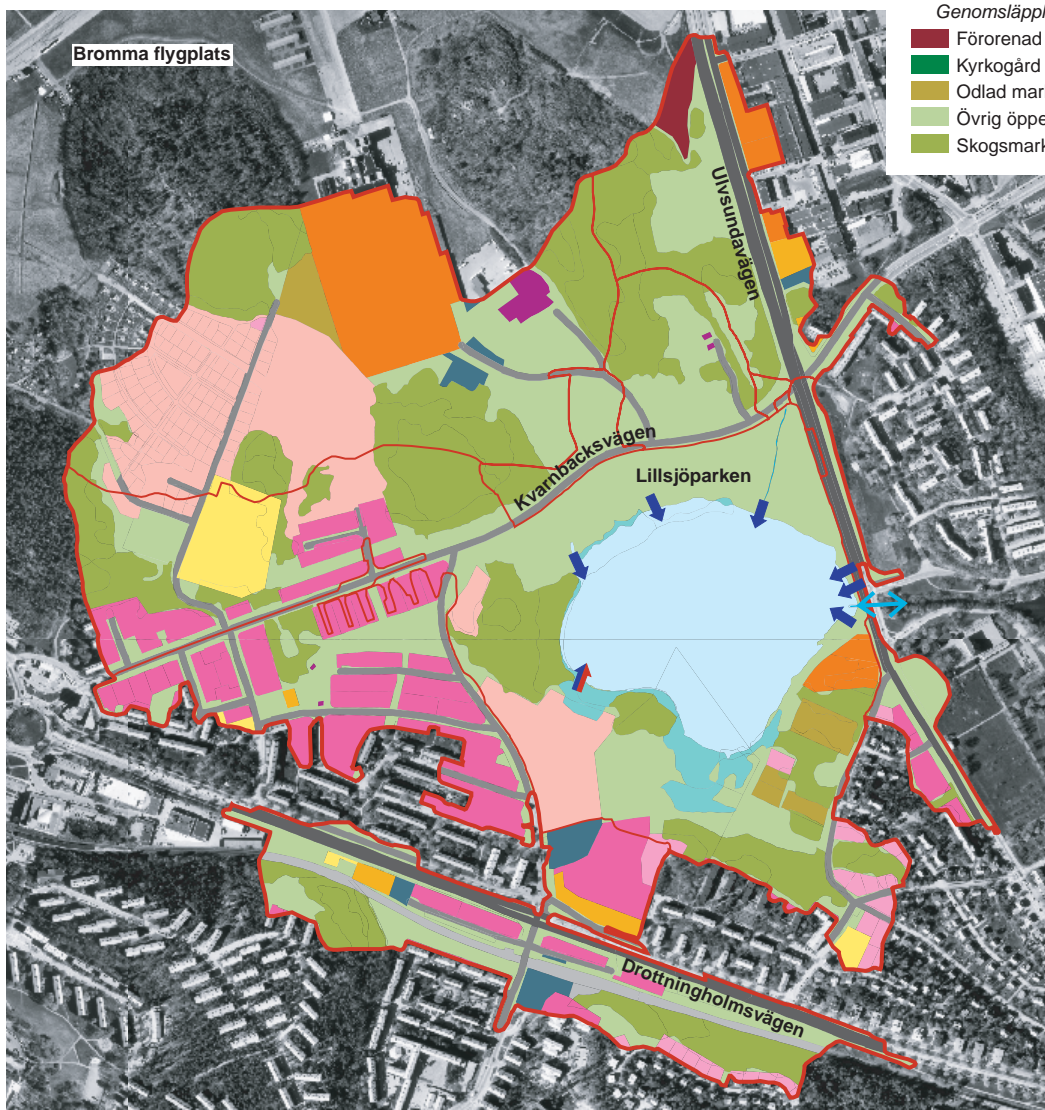 Genomsläppl
Förorenad
Kyrkogård
Odlad mar
Övrig öppe
Skogsmark
Bromma flygplats
Ulvsundavägen
Kvarnbacksvägen
Lillsjöparken
Drottningholmsvägen